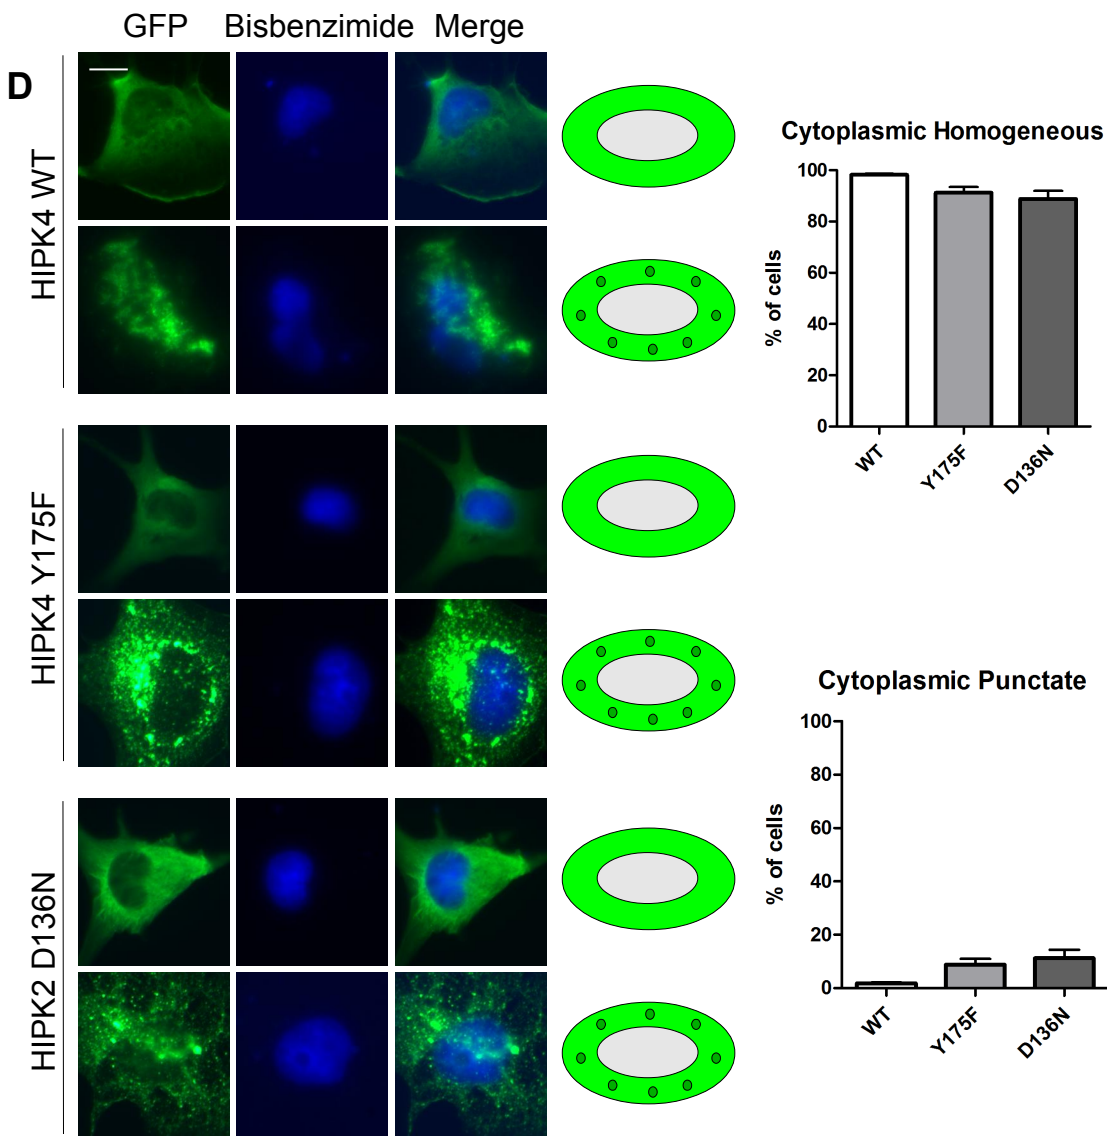 GFP Bisbenzimide Merge
D
HIPK4 WT
HIPK4 Y175F
HIPK2 D136N
Cytoplasmic Homogeneous
% of cells
100
80
60
40
20
0
WT Y175F D136N
Cytoplasmic Punctate
% of cells
100
80
60
40
20
0
WT Y175F D136N